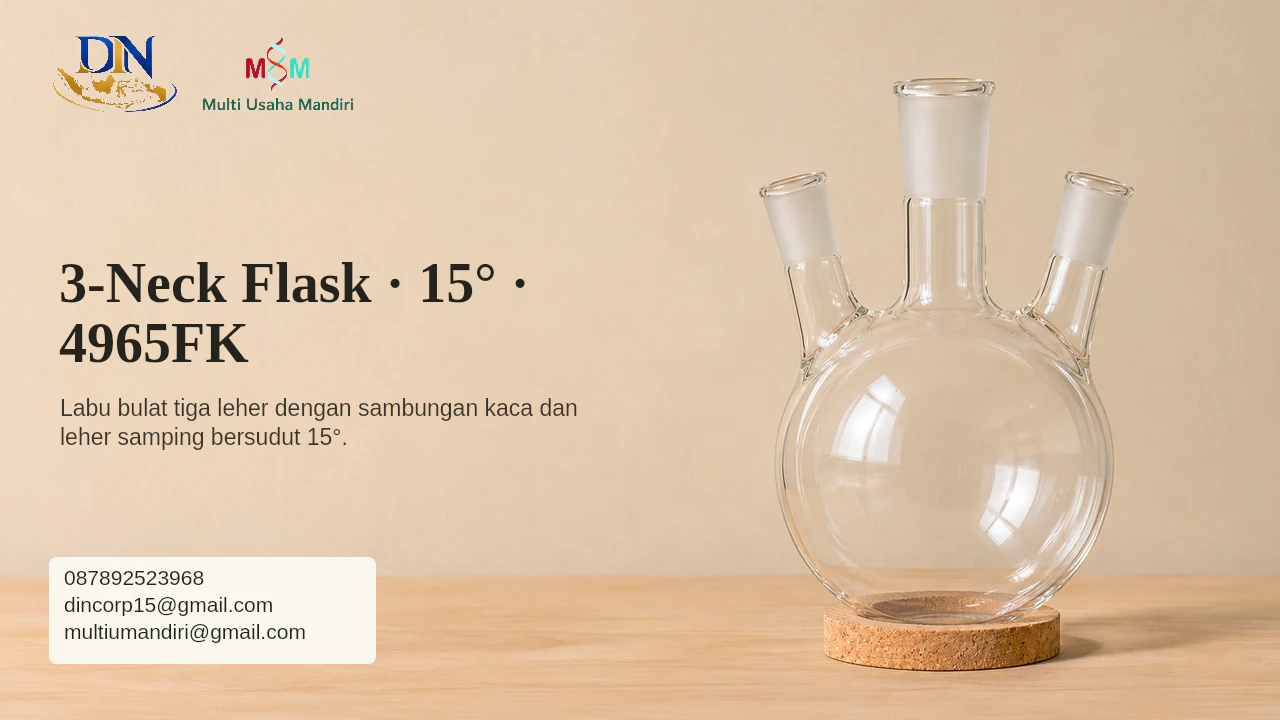 DIN
MSM
Multi Usaha Mandiri
3-Neck Flask · 15° ·
4965FK
Labu bulat tiga leher dengan sambungan kaca dan
leher samping bersudut 15°.
087892523968
dincorp15@gmail.com
multiumandiri@gmail.com